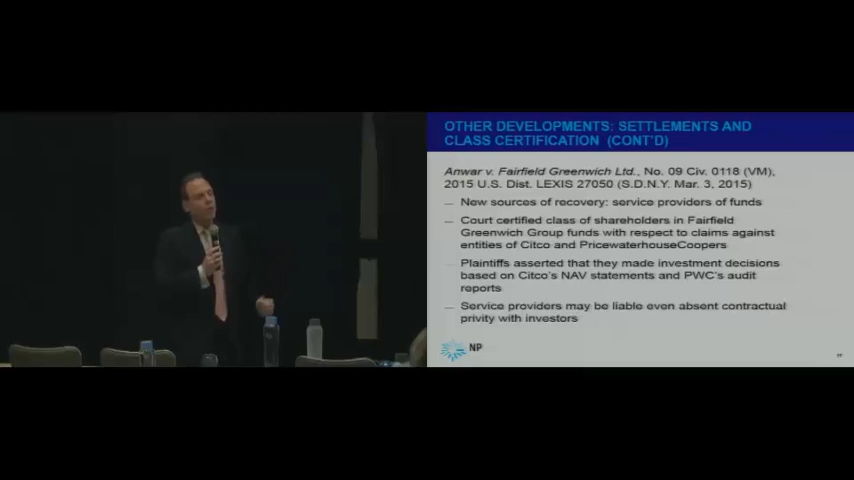 OTHER DEVELOPMENTS: SETTLEMENTS AND
CLASS CERTIFICATION (CONT'D)
Anwar v. Fairfield Greenwich Ltd., No. 09 Civ. 0118 (VM),
2015 U.S. Dist. LEXIS 27050 (S.D.N.Y. Mar. 3, 2015)
— New sources of recovery: service providers of funds
— Court certified class of shareholders in Fairfield
Greenwich Group funds with respect to claims against
entities of Citco and PricewaterhouseCoopers
Plaintiffs asserted that they made investment decisions
based on Citco's NAV statements and PWC's audit
reports
— Service providers may be liable even absent contractual
privity with investors
NP